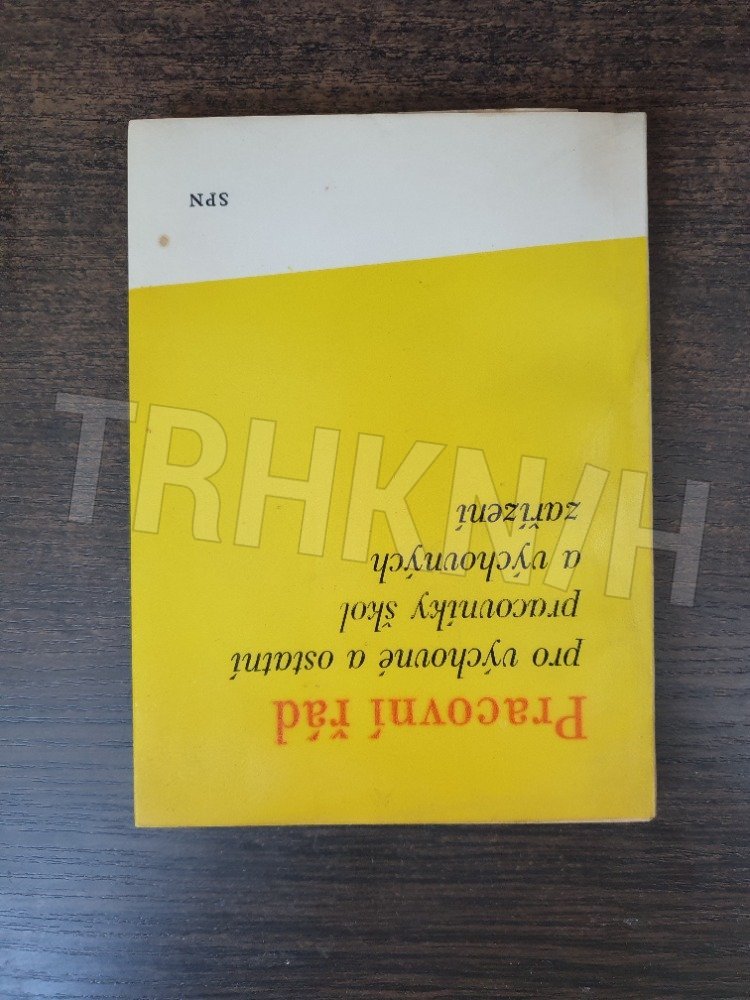 Pracovní řád
pro výchovné a ostatní
pracovníky škol
a výchovných
zařízení
SPN
TRHKNIH